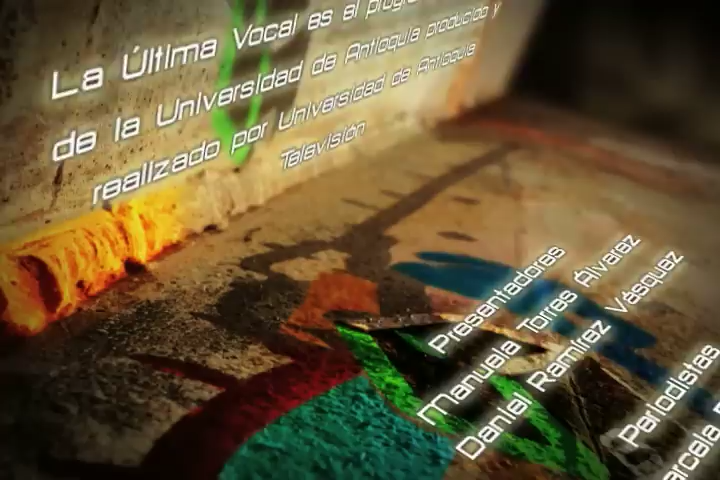 La Última Vocal es el
de la Universidad de Antioquia producido y
realizado por Universidad de Antioquia
Televisión
Presentadores
Manuela Torres Álvarez
Daniel Ramírez Vásquez
Periodistas